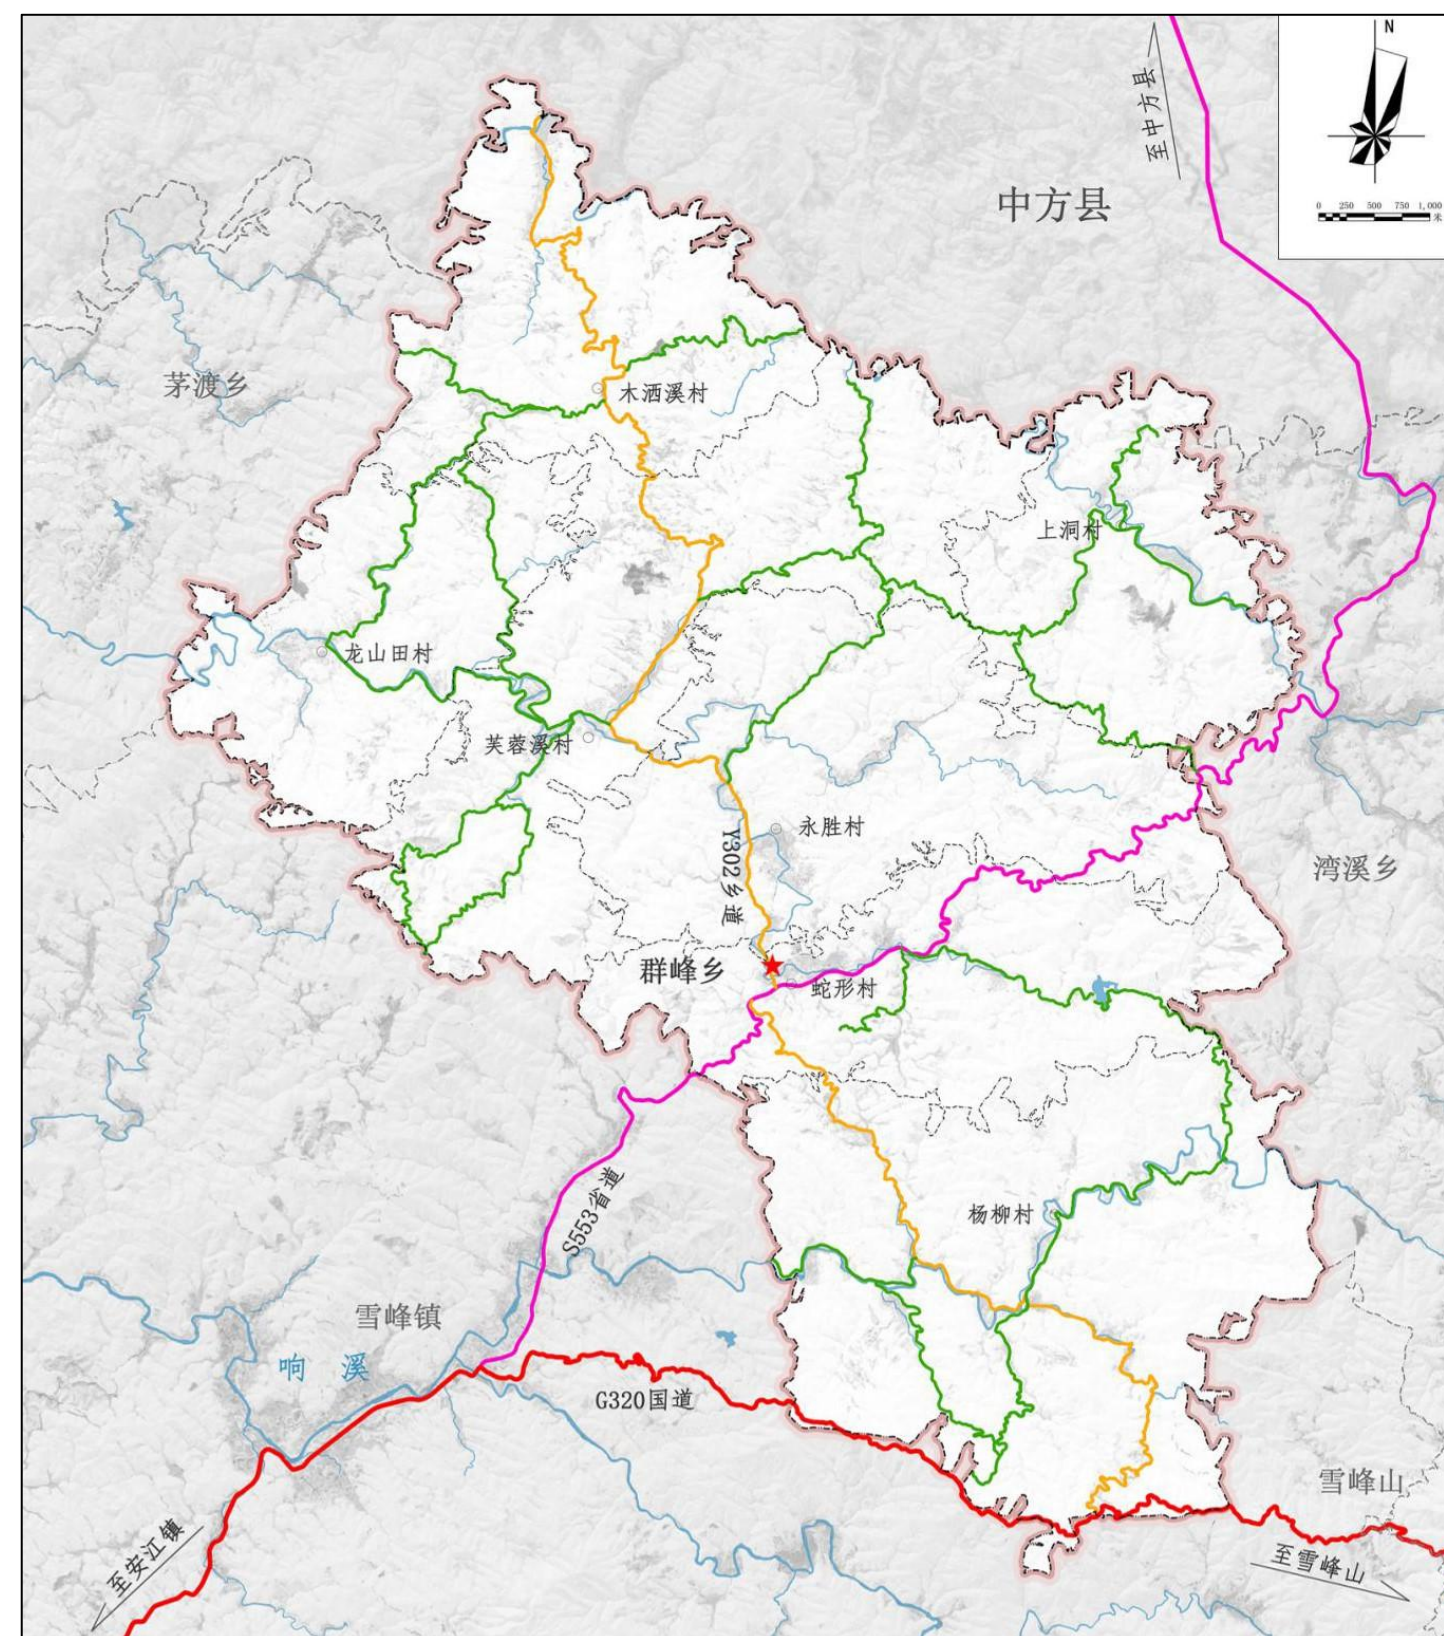 N
0 250 500 750 1,000
米
至中方县
中方县
茅渡乡
木洒溪村
上洞村
龙山田村
芙蓉溪村
永胜村
Y302乡道
湾溪乡
群峰乡
蛇形村
S553省道
杨柳村
雪峰镇
响 溪
G320国道
雪峰山
至安江镇
至雪峰山